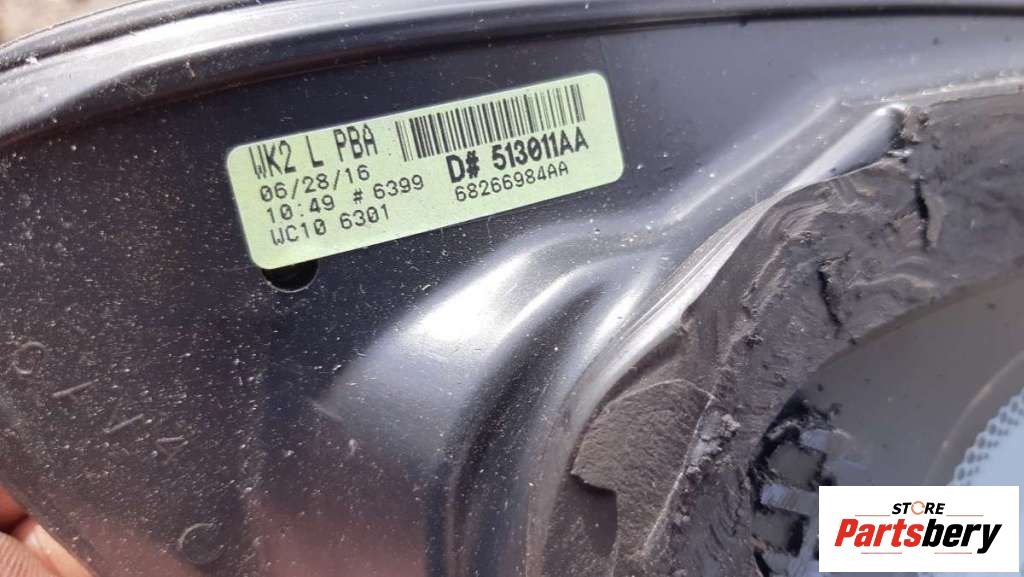 WK2 L PBA
06/28/16
10:49 # 6399
WC10 6301
D# 513011AA
68266984AA
STORE
Partsbery